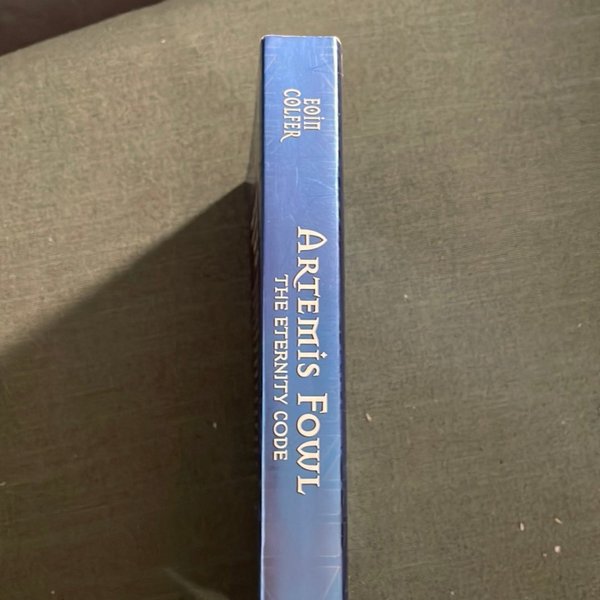 EOIN
COLFER
ARTEMIS FOWL
THE ETERNITY CODE